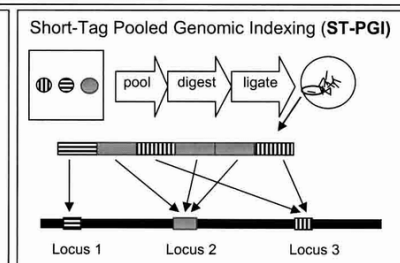 Short-Tag Pooled Genomic Indexing (ST-PGI)
pool digest ligate
Locus 1 Locus 2 Locus 3